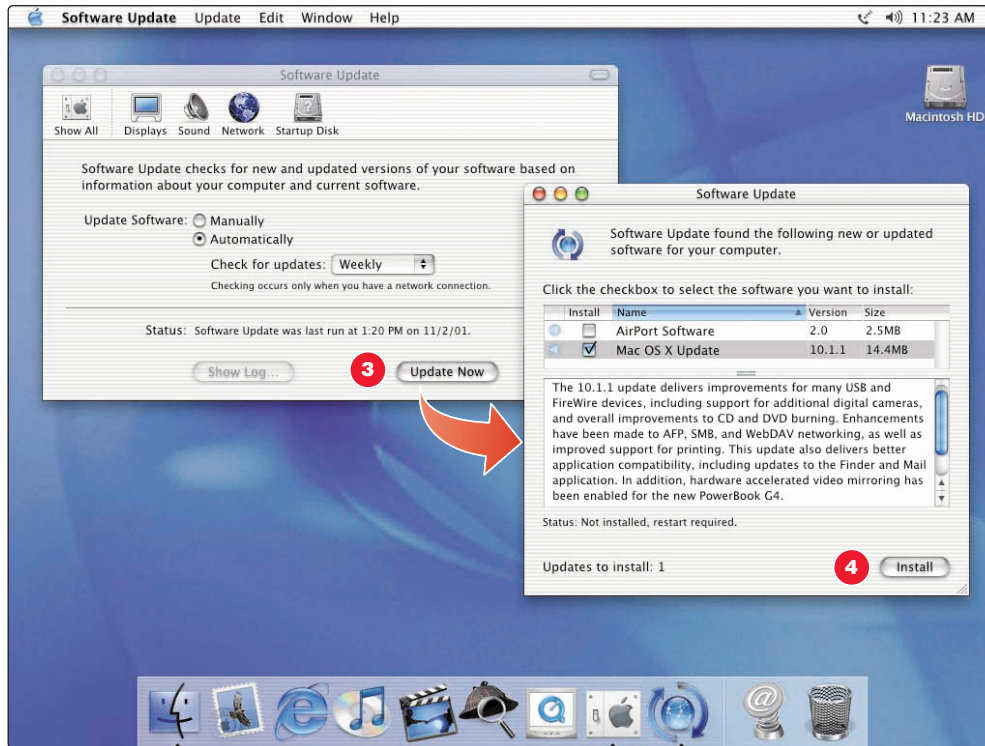 Software Update Update Edit Window Help 11:23 AM
Macintosh HD
Software Update
Show All Displays Sound Network Startup Disk
Software Update checks for new and updated versions of your software based on
information about your computer and current software.
Update Software: Manually
Automatically
Check for updates: Weekly
Checking occurs only when you have a network connection.
Status: Software Update was last run at 1:20 PM on 11/2/01.
Show Log...
3
Update Now
Software Update
Software Update found the following new or updated
software for your computer.
Click the checkbox to select the software you want to install:
Install Name Version Size
AirPort Software 2.0 2.5MB
Mac OS X Update 10.1.1 14.4MB
The 10.1.1 update delivers improvements for many USB and
FireWire devices, including support for additional digital cameras,
and overall improvements to CD and DVD burning. Enhancements
have been made to AFP, SMB, and WebDAV networking, as well as
improved support for printing. This update also delivers better
application compatibility, including updates to the Finder and Mail
application. In addition, hardware accelerated video mirroring has
been enabled for the new PowerBook G4.
Status: Not installed, restart required.
Updates to install: 1
4
Install